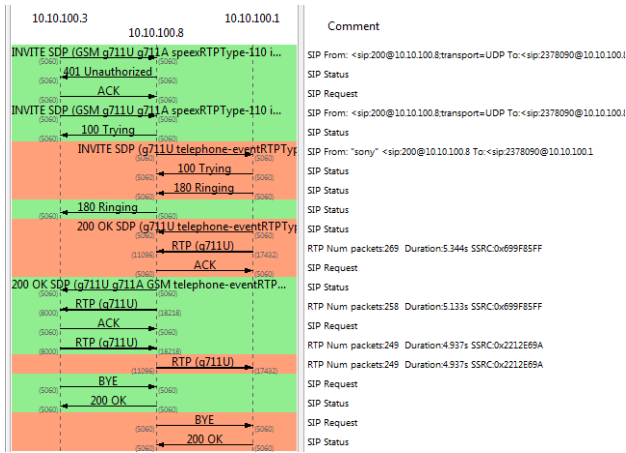 10.10.100.3 10.10.100.1
10.10.100.8
Comment
INVITE SDP (GSM g711U g711A speexRTPType-110 i... SIP From: <sip:200@10.10.100.8;transport=UDP To:<sip:2378090@10.10.100.8
(5060) (5060)
401 Unauthorized SIP Status
(5060) (5060)
ACK SIP Request
(5060) (5060)
INVITE SDP (GSM g711U g711A speexRTPType-110 i... SIP From: <sip:200@10.10.100.8;transport=UDP To:<sip:2378090@10.10.100.8
(5060) (5060)
100 Trying SIP Status
(5060) (5060)
INVITE SDP (g711U telephone-eventRTPTyp SIP From: "sony" <sip:200@10.10.100.8 To:<sip:2378090@10.10.100.1
(5060) (5060)
100 Trying SIP Status
(5060) (5060)
180 Ringing SIP Status
(5060) (5060)
180 Ringing SIP Status
(5060) (5060)
200 OK SDP (g711U telephone-eventRTPTyp SIP Status
(5060) (5060)
RTP (g711U) RTP Num packets:269 Duration:5.344s SSRC:0x699F85FF
(11096) (17432)
ACK SIP Request
(5060) (5060)
200 OK SDP (g711U g711A GSM telephone-eventRTP... SIP Status
(5060) (5060)
RTP (g711U) RTP Num packets:258 Duration:5.133s SSRC:0x699F85FF
(8000) (18218)
ACK SIP Request
(5060) (5060)
RTP (g711U) RTP Num packets:249 Duration:4.937s SSRC:0x2212E69A
(8000) (18218)
RTP (g711U) RTP Num packets:249 Duration:4.937s SSRC:0x2212E69A
(11096) (17432)
BYE SIP Request
(5060) (5060)
200 OK SIP Status
(5060) (5060)
BYE SIP Request
(5060) (5060)
200 OK SIP Status
(5060) (5060)